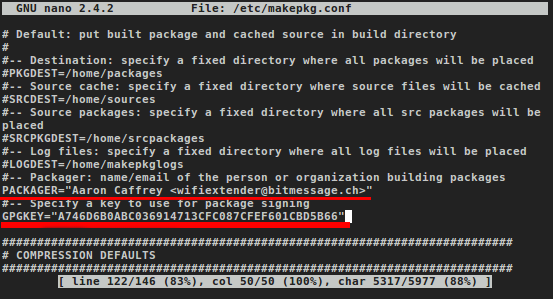 GNU nano 2.4.2 File: /etc/makepkg.conf
# Default: put built package and cached source in build directory
#
#-- Destination: specify a fixed directory where all packages will be placed
#PKGDEST=/home/packages
#-- Source cache: specify a fixed directory where source files will be cached
#SRCDEST=/home/sources
#-- Source packages: specify a fixed directory where all src packages will be
placed
#SRCPKGDEST=/home/srcpackages
#-- Log files: specify a fixed directory where all log files will be placed
#LOGDEST=/home/makepkglogs
#-- Packager: name/email of the person or organization building packages
PACKAGER="Aaron Caffrey <wifiextender@bitmessage.ch>"
#-- Specify a key to use for package signing
GPGKEY="A746D6B0ABC036914713CFC087CFEF601CBD5B66"
#########################################################################
# COMPRESSION DEFAULTS
#########################################################################
[ line 122/146 (83%), col 50/50 (100%), char 5317/5977 (88%) ]